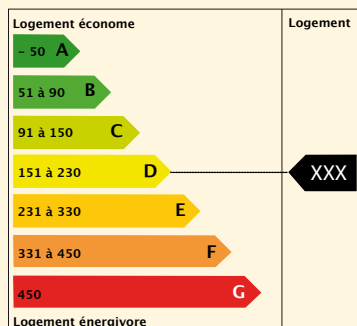 Logement économe
Logement
– 50 A
51 à 90 B
91 à 150 C
151 à 230 D
XXX
231 à 330 E
331 à 450 F
450 G
Logement énergivore